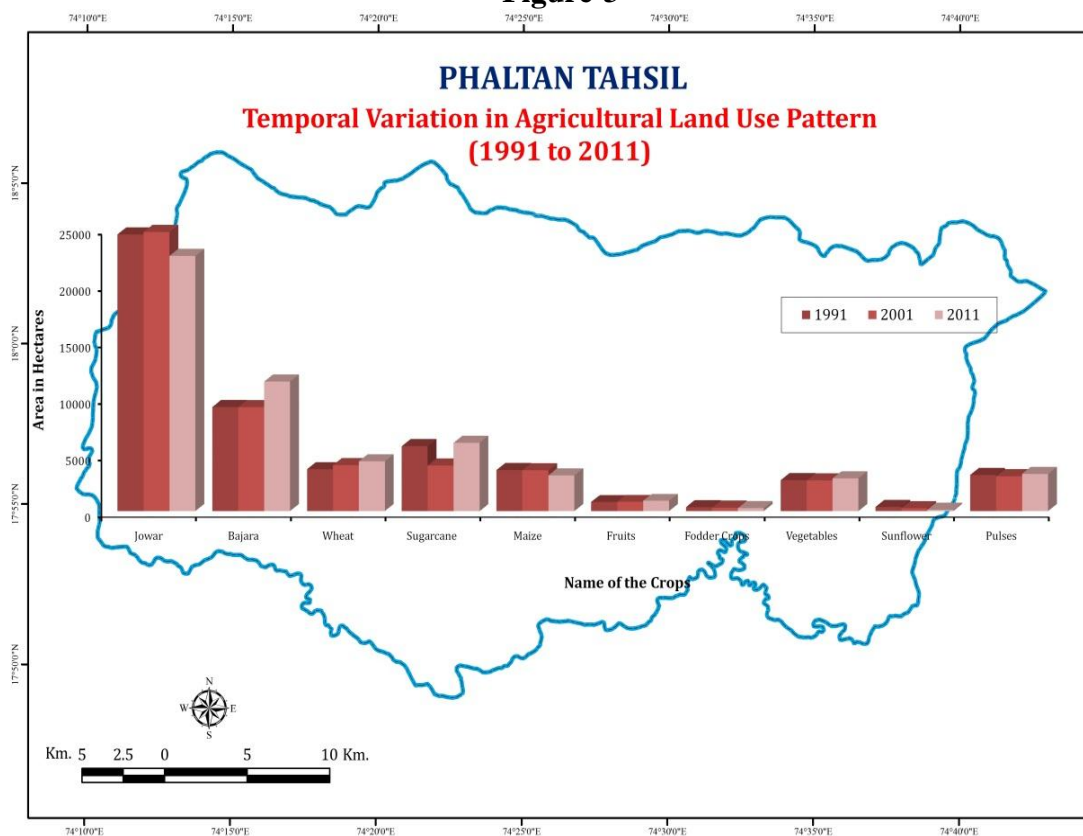 74°10'0"E 74°15'0"E 74°20'0"E 74°25'0"E 74°30'0"E 74°35'0"E 74°40'0"E
PHALTAN TAHSIL
Temporal Variation in Agricultural Land Use Pattern
(1991 to 2011)
18°5'0"N
18°0'0"N
17°55'0"N
17°50'0"N
Area in Hectares
25000
20000
15000
10000
5000
0
1991 2001 2011
Jowar Bajara Wheat Sugarcane Maize Fruits Fodder Crops Vegetables Sunflower Pulses
Name of the Crops
N
W E
S
Km. 5 2.5 0 5 10 Km.
74°10'0"E 74°15'0"E 74°20'0"E 74°25'0"E 74°30'0"E 74°35'0"E 74°40'0"E